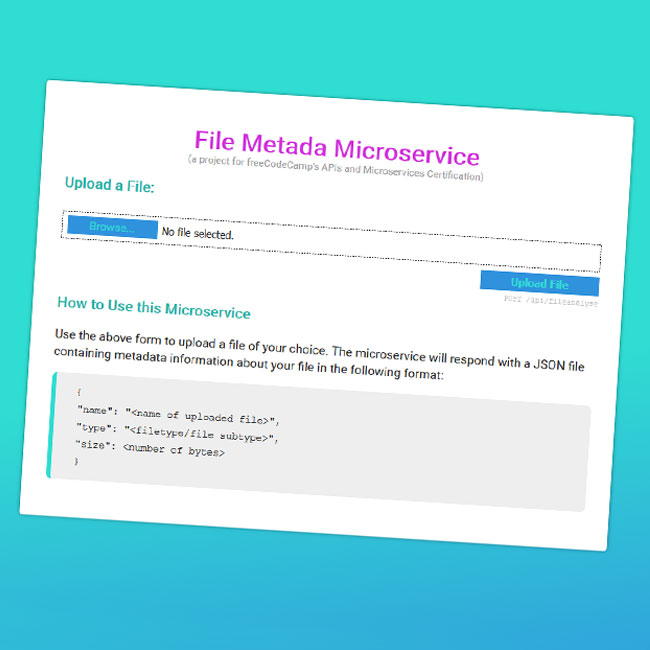 File Metada Microservice
(a project for freeCodeCamp's APIs and Microservices Certification)
Upload a File:
Browse... No file selected.
Upload File
POST /api/fileanalyse
How to Use this Microservice
Use the above form to upload a file of your choice. The microservice will respond with a JSON file
containing metadata information about your file in the following format:
{
"name": "<name of uploaded file>",
"type": "<filetype/file subtype>",
"size": <number of bytes>
}